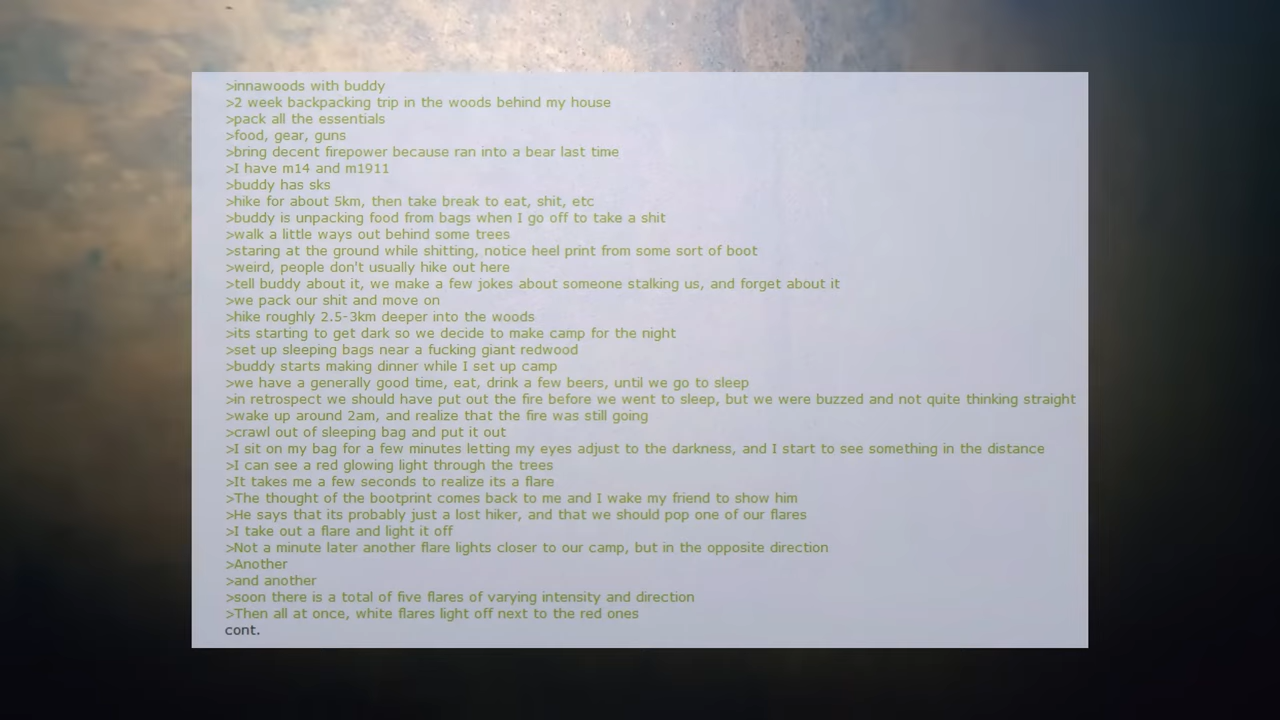 >innawoods with buddy
>2 week backpacking trip in the woods behind my house
>pack all the essentials
>food, gear, guns
>bring decent firepower because ran into a bear last time
>I have m14 and m1911
>buddy has sks
>hike for about 5km, then take break to eat, shit, etc
>buddy is unpacking food from bags when I go off to take a shit
>walk a little ways out behind some trees
>staring at the ground while shitting, notice heel print from some sort of boot
>weird, people don't usually hike out here
>tell buddy about it, we make a few jokes about someone stalking us, and forget about it
>we pack our shit and move on
>hike roughly 2.5-3km deeper into the woods
>its starting to get dark so we decide to make camp for the night
>set up sleeping bags near a fucking giant redwood
>buddy starts making dinner while I set up camp
>we have a generally good time, eat, drink a few beers, until we go to sleep
>in retrospect we should have put out the fire before we went to sleep, but we were buzzed and not quite thinking straight
>wake up around 2am, and realize that the fire was still going
>crawl out of sleeping bag and put it out
>I sit on my bag for a few minutes letting my eyes adjust to the darkness, and I start to see something in the distance
>I can see a red glowing light through the trees
>It takes me a few seconds to realize its a flare
>The thought of the bootprint comes back to me and I wake my friend to show him
>He says that its probably just a lost hiker, and that we should pop one of our flares
>I take out a flare and light it off
>Not a minute later another flare lights closer to our camp, but in the opposite direction
>Another
>and another
>soon there is a total of five flares of varying intensity and direction
>Then all at once, white flares light off next to the red ones
cont.